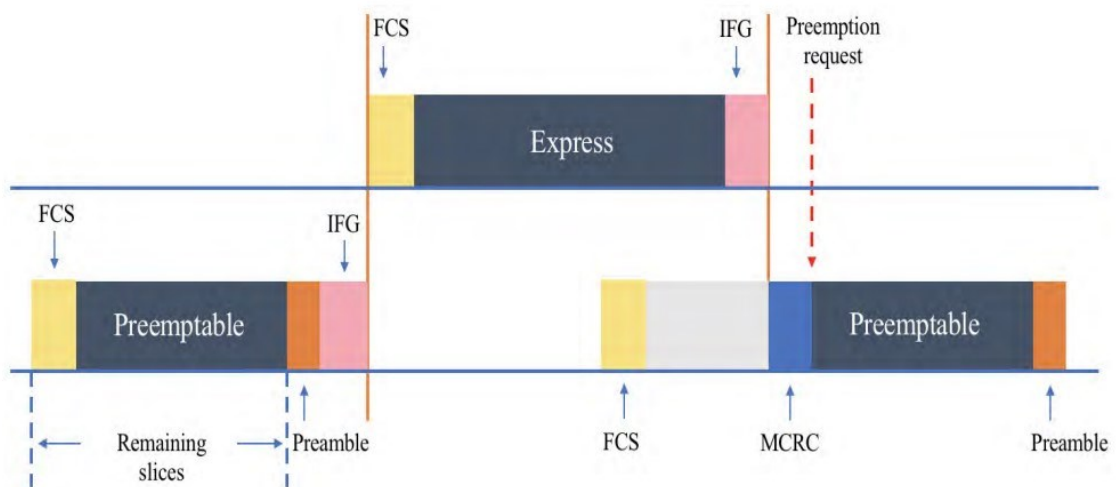 FCS
IFG
Preemption
request
Express
FCS
IFG
Preemptable
Preemptable
Remaining
slices
Preamble
FCS
MCRC
Preamble